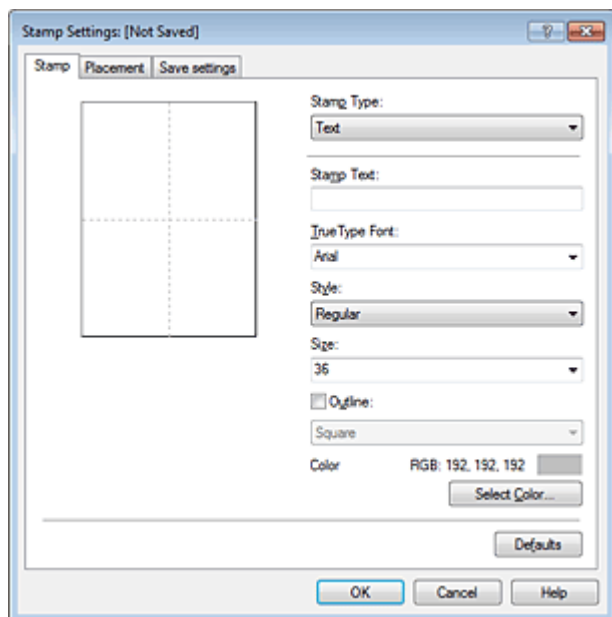 Stamp Settings: [Not Saved]
Stamp Placement Save settings
Stamp Type:
Text
Stamp Text:
TrueType Font:
Arial
Style:
Regular
Size:
36
Outline:
Square
Color RGB: 192, 192, 192
Select Color...
Defaults
OK Cancel Help